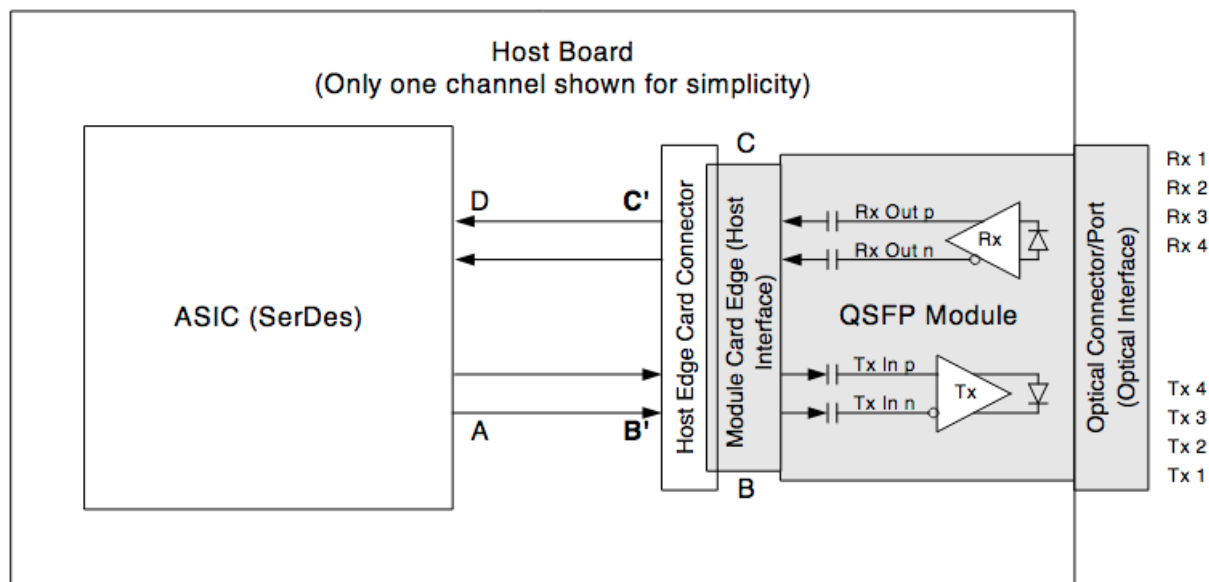 Host Board
(Only one channel shown for simplicity)
ASIC (SerDes)
D
C'
A
B'
Host Edge Card Connector
C
Module Card Edge (Host
Interface)
B
Rx Out p
Rx Out n
Rx
QSFP Module
Tx In p
Tx In n
Tx
Optical Connector/Port
(Optical Interface)
Rx 1
Rx 2
Rx 3
Rx 4
Tx 4
Tx 3
Tx 2
Tx 1